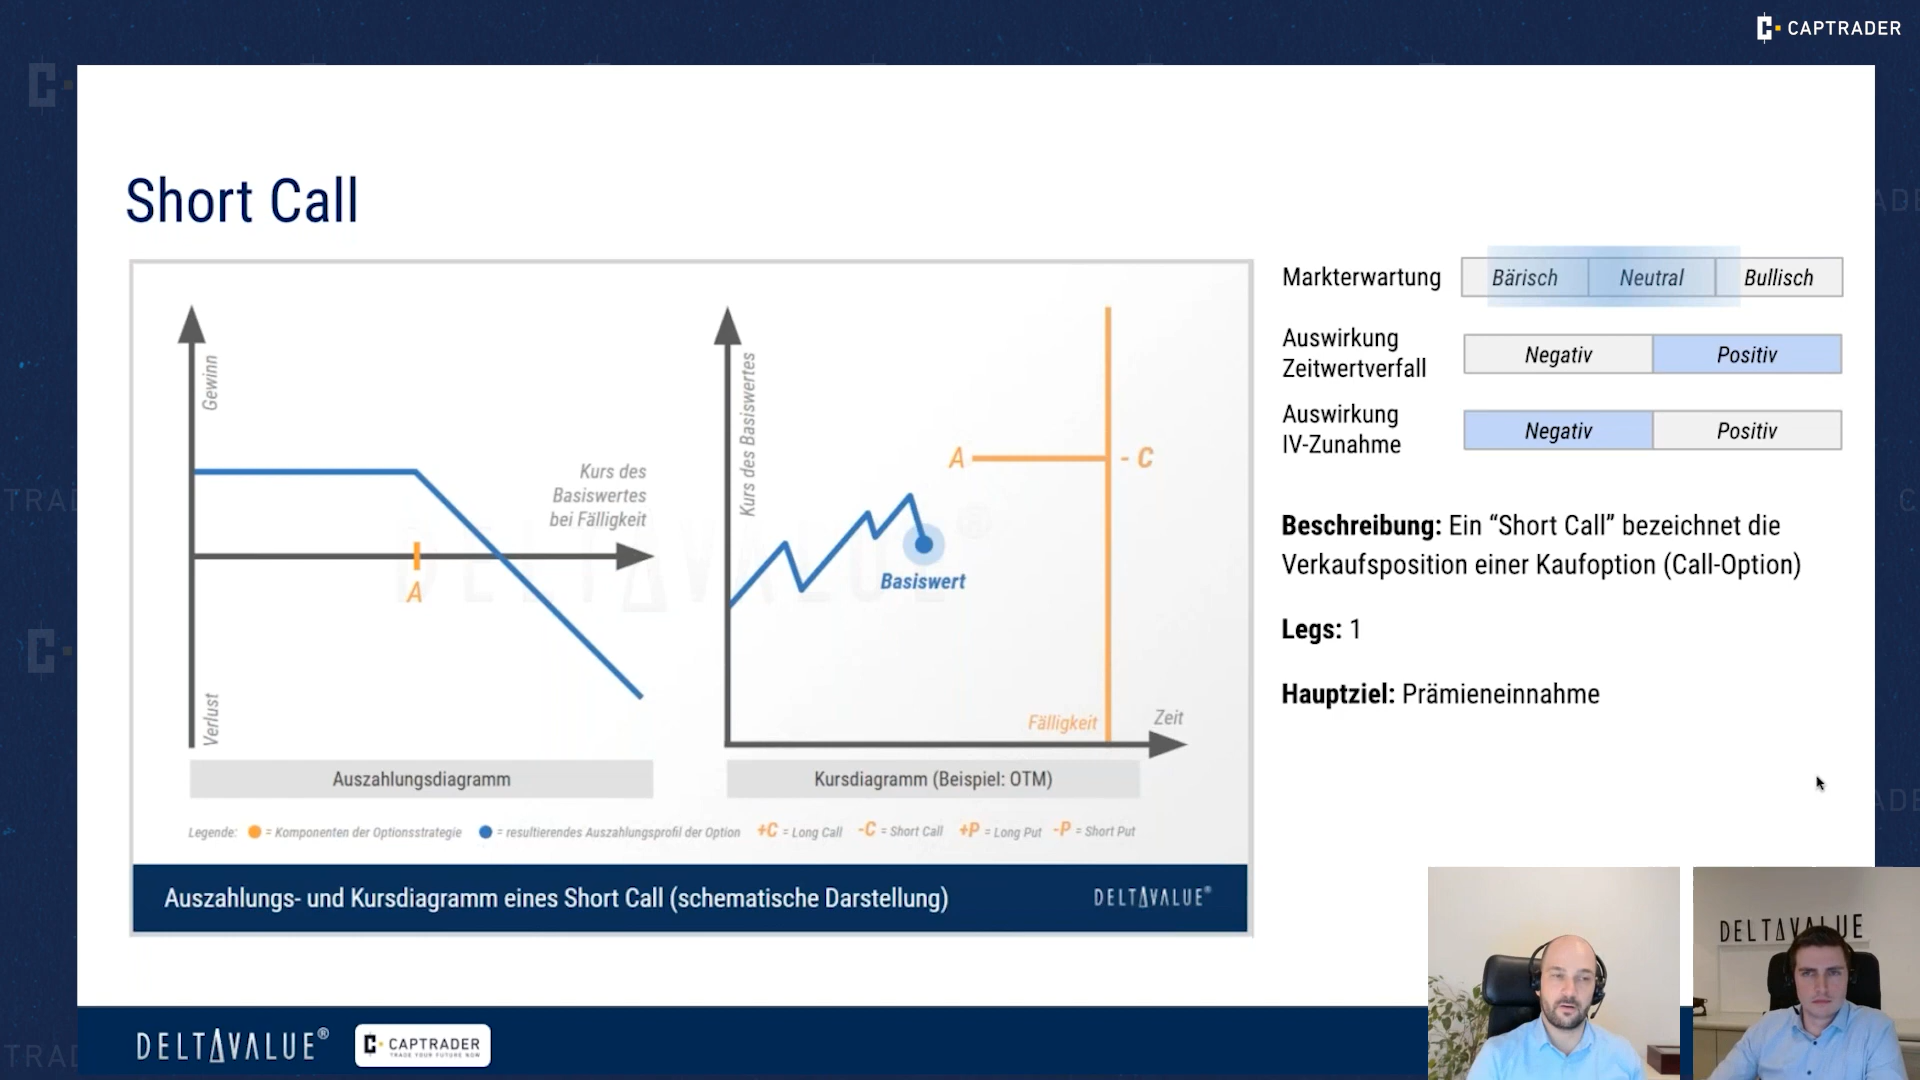 CAPTRADER
Short Call
Gewinn
Verlust
Kurs des
Basiswertes
bei Fälligkeit
A
Auszahlungsdiagramm
Kurs des Basiswertes
A
- C
Basiswert
Fälligkeit
Zeit
Kursdiagramm (Beispiel: OTM)
Legende: = Komponenten der Optionsstrategie = resultierendes Auszahlungsprofil der Option +C = Long Call -C = Short Call +P = Long Put -P = Short Put
Auszahlungs- und Kursdiagramm eines Short Call (schematische Darstellung)
DELTAVALUE®
Markterwartung
Bärisch Neutral Bullisch
Auswirkung
Zeitwertverfall
Negativ Positiv
Auswirkung
IV-Zunahme
Negativ Positiv
Beschreibung: Ein “Short Call” bezeichnet die
Verkaufsposition einer Kaufoption (Call-Option)
Legs: 1
Hauptziel: Prämieneinnahme
DELTAVALUE
DELTAVALUE®
CAPTRADER
TRADE YOUR FUTURE NOW